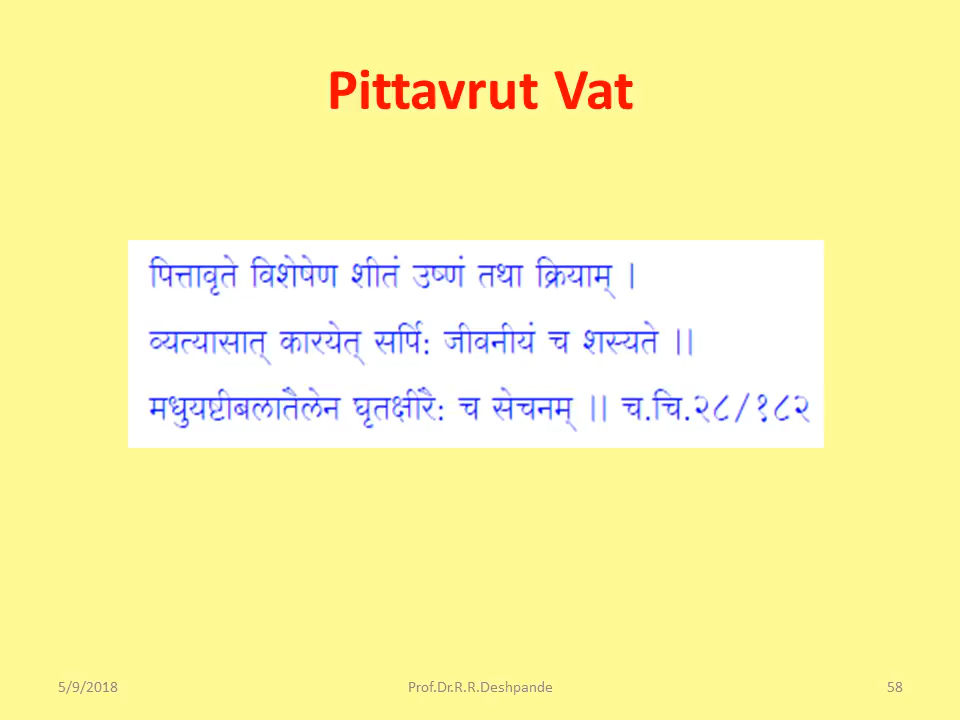 Pittavrut Vat
पित्तावृते विशेषेण शीतं उष्णं तथा क्रियाम् ।
व्यत्यासात् कारयेत् सर्पि: जीवनीयं च शस्यते ।।
मधुयष्टीबलातैलेन घृतक्षीरै: च सेचनम् ।। च.चि.२८/१८२
5/9/2018 Prof.Dr.R.R.Deshpande 58